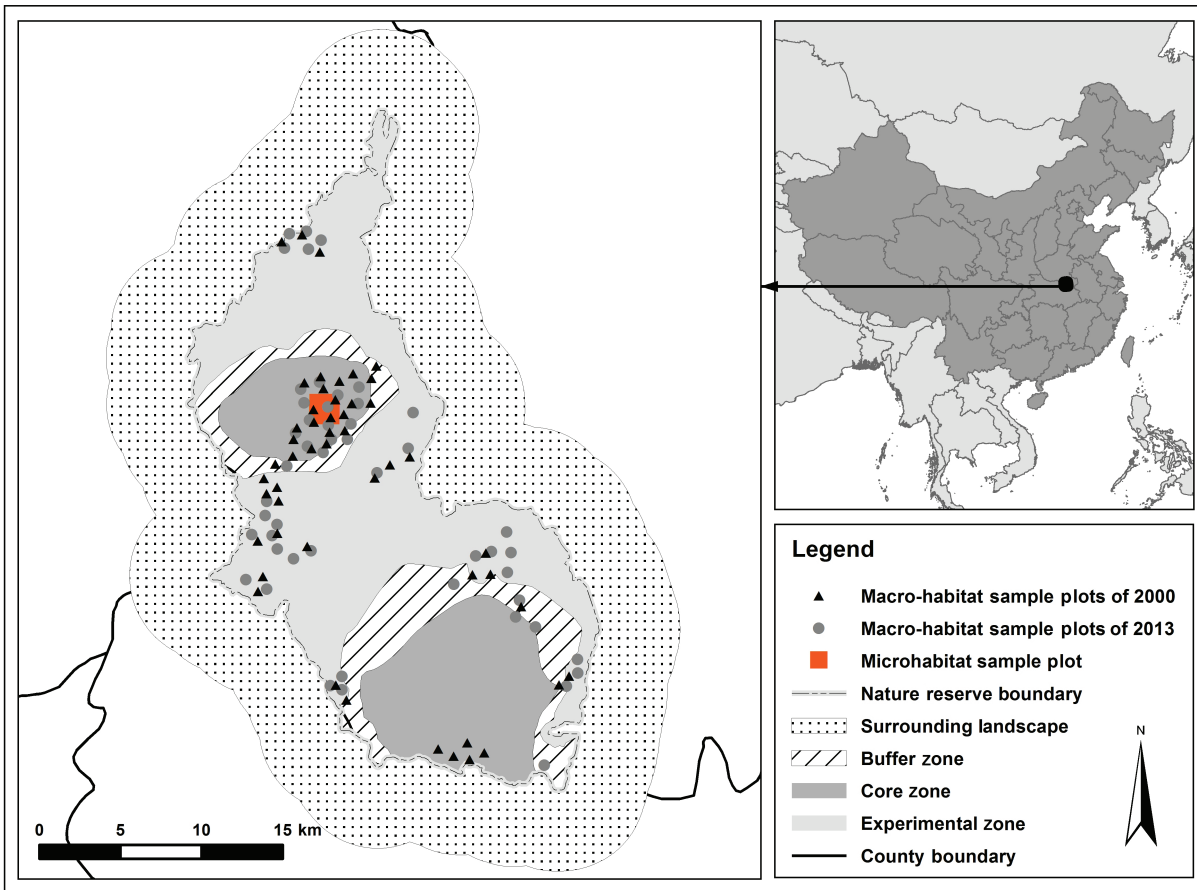 0 5 10 15 km
Legend
Macro-habitat sample plots of 2000
Macro-habitat sample plots of 2013
Microhabitat sample plot
Nature reserve boundary
Surrounding landscape
Buffer zone
Core zone
Experimental zone
County boundary
N